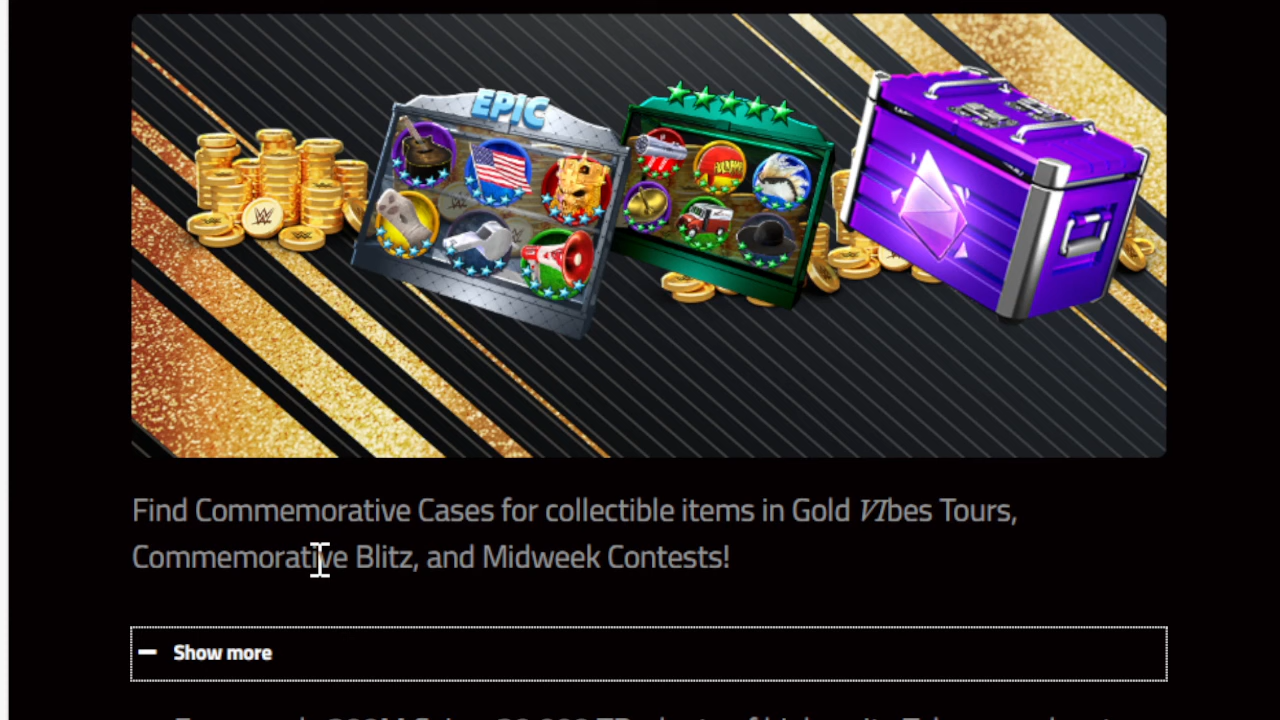 EPIC
Find Commemorative Cases for collectible items in Gold VIbes Tours,
Commemorative Blitz, and Midweek Contests!
Show more